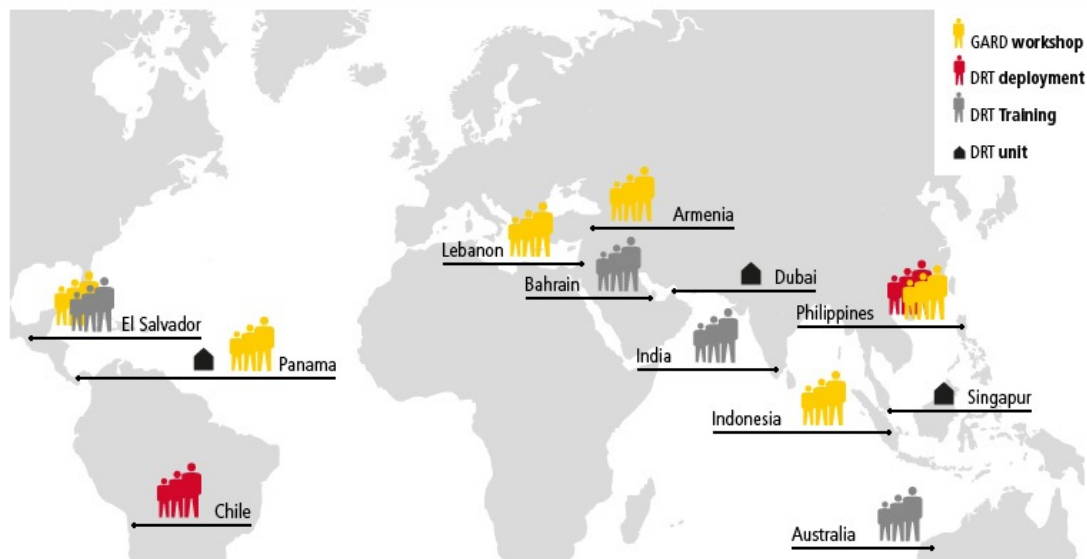 GARD workshop
DRT deployment
DRT Training
DRT unit
Armenia
Lebanon
Bahrain
Dubai
Philippines
El Salvador
Panama
India
Singapur
Indonesia
Chile
Australia